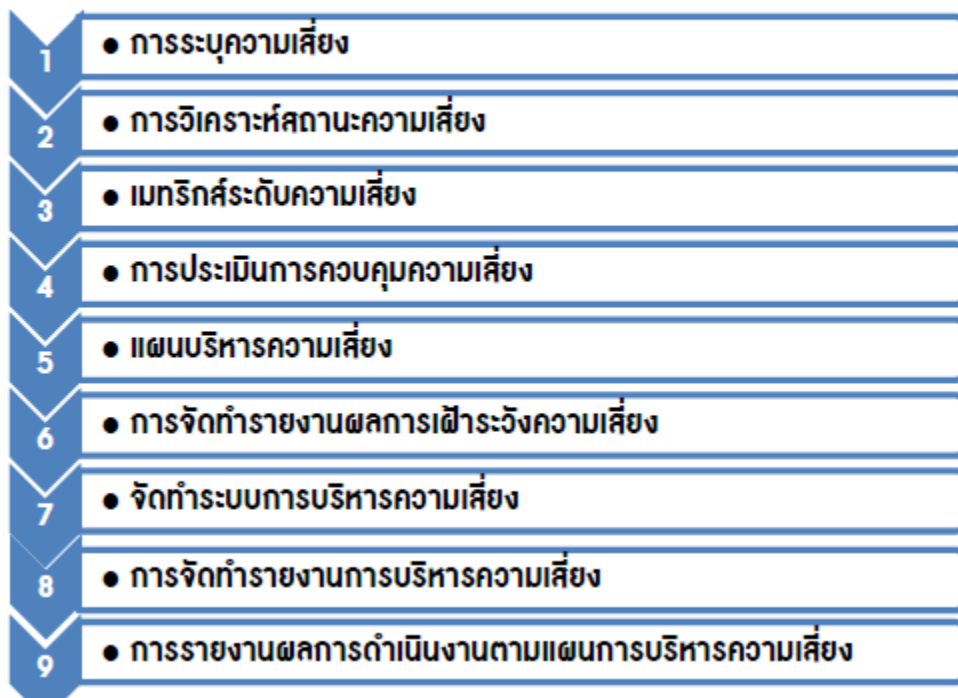 1 • การระบุความเสี่ยง
2 • การวิเคราะห์สถานะความเสี่ยง
3 • เมทริกส์ระดับความเสี่ยง
4 • การประเมินการควบคุมความเสี่ยง
5 • แผนบริหารความเสี่ยง
6 • การจัดทำรายงานผลการเฝ้าระวังความเสี่ยง
7 • จัดทำระบบการบริหารความเสี่ยง
8 • การจัดทำรายงานการบริหารความเสี่ยง
9 • การรายงานผลการดำเนินงานตามแผนการบริหารความเสี่ยง